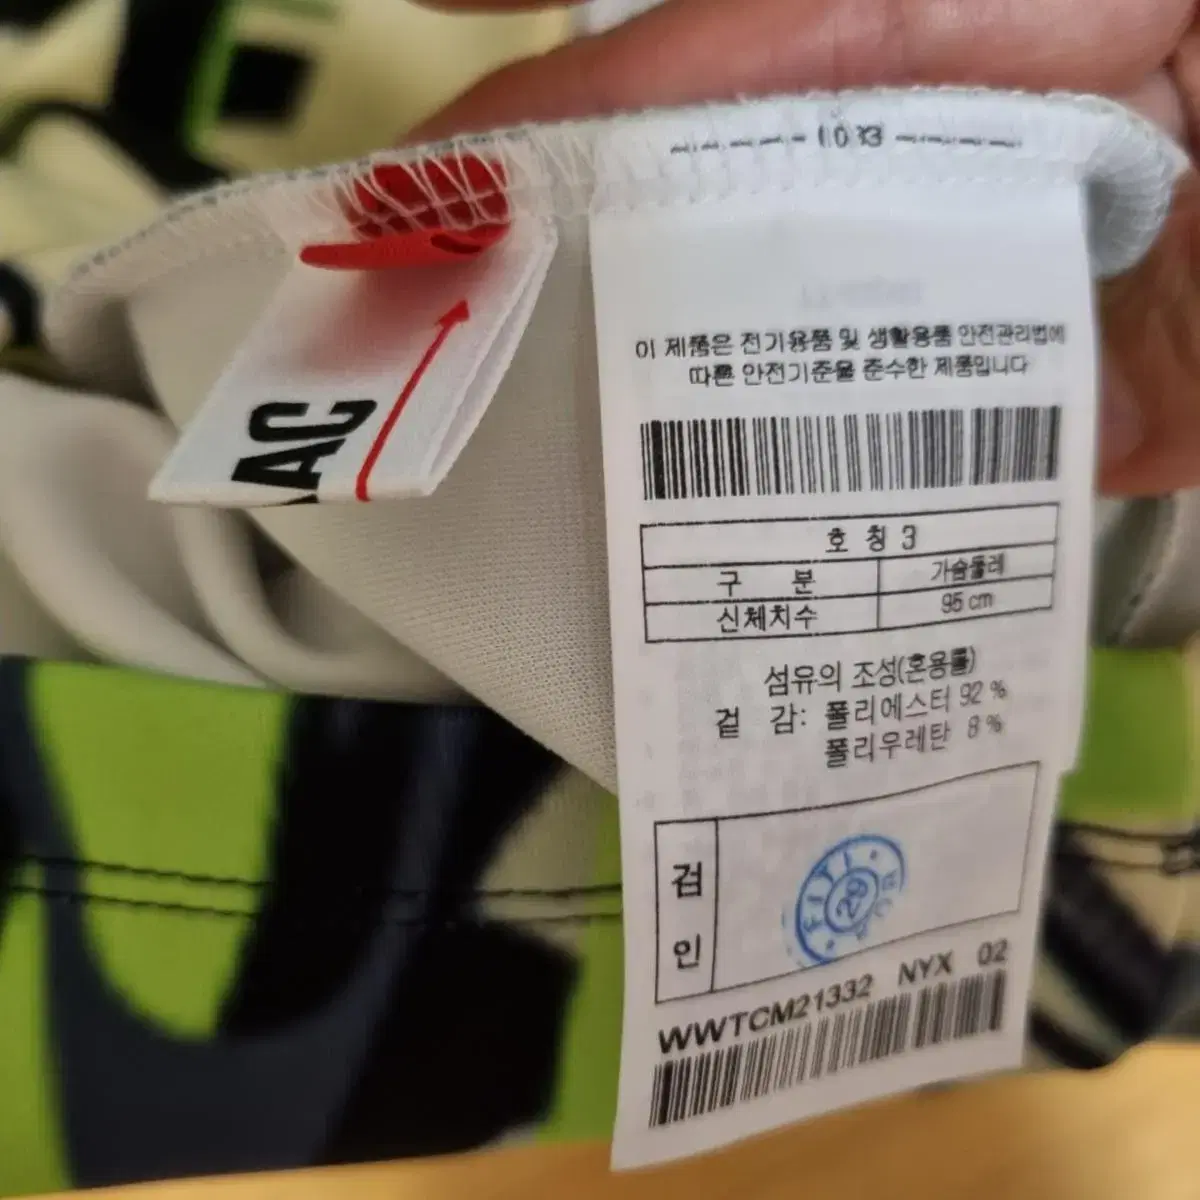 1033
AC
이 제품은 전기용품 및 생활용품 안전관리법에
따른 안전기준을 준수한 제품입니다
호 칭 3
구 분 가슴둘레
신체치수 95 cm
섬유의 조성(혼용률)
겉 감: 폴리에스터 92 %
폴리우레탄 8 %
검
인
FITI
29
WWTCM21332 NYX 02